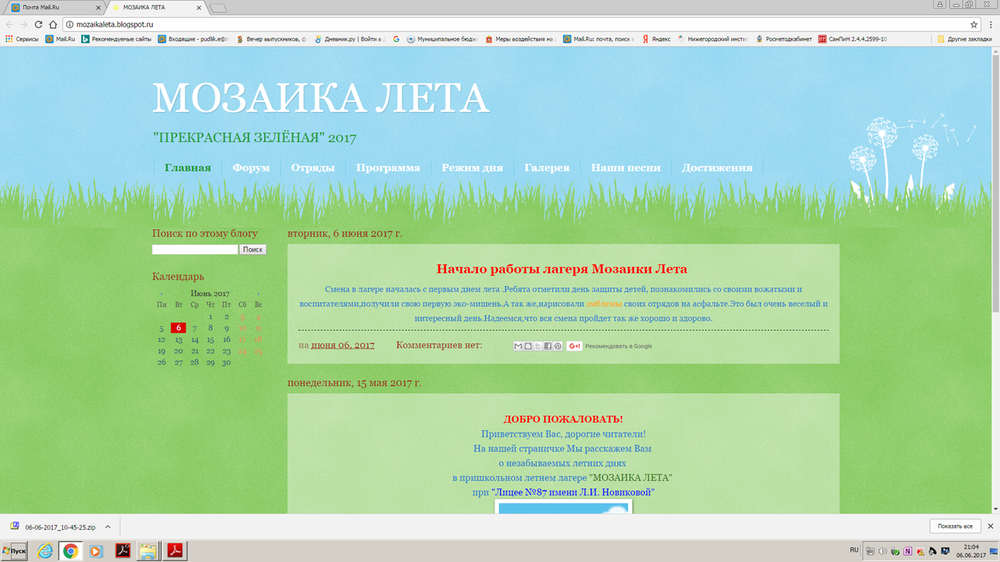 Почта Mail.Ru
МОЗАИКА ЛЕТА
mozaikaleta.blogspot.ru
Сервисы Mail.Ru Рекомендуемые сайты Входящие - pudlik.e@m Вечер выпускников, ф Дневник.ру | Войти в Муниципальное бюдже Меры воздействия на Mail.Ru: почта, поиск Яндекс Нижегородский инстит Росметодкабинет СанПиН 2.4.4.2599-10 Другие закладки
МОЗАИКА ЛЕТА
"ПРЕКРАСНАЯ ЗЕЛЁНАЯ" 2017
Главная Форум Отряды Программа Режим дня Галерея Наши песни Достижения
Поиск по этому блогу
Поиск
Календарь
‹ Июнь 2017 ›
Пн Вт Ср Чт Пт Сб Вс
1 2 3 4
5 6 7 8 9 10 11
12 13 14 15 16 17 18
19 20 21 22 23 24 25
26 27 28 29 30
вторник, 6 июня 2017 г.
Начало работы лагеря Мозаики Лета
Смена в лагере началась с первым днем лета .Ребята отметили день защиты детей, познакомились со своими вожатыми и
воспитателями,получили свою первую эко-мишень.А так же,нарисовали эмблемы своих отрядов на асфальте.Это был очень веселый и
интересный день.Надеемся,что вся смена пройдет так же хорошо и здорово.
на июня 06, 2017 Комментариев нет: G+1 Рекомендовать в Google
понедельник, 15 мая 2017 г.
ДОБРО ПОЖАЛОВАТЬ!
Приветствуем Вас, дорогие читатели!
На нашей страничке Мы расскажем Вам
о незабываемых летних днях
в пришкольном летнем лагере "МОЗАИКА ЛЕТА"
при "Лицее №87 имени Л.И. Новиковой"
06-06-2017_10-45-25.zip
Показать все
Пуск
RU
21:04
06.06.2017